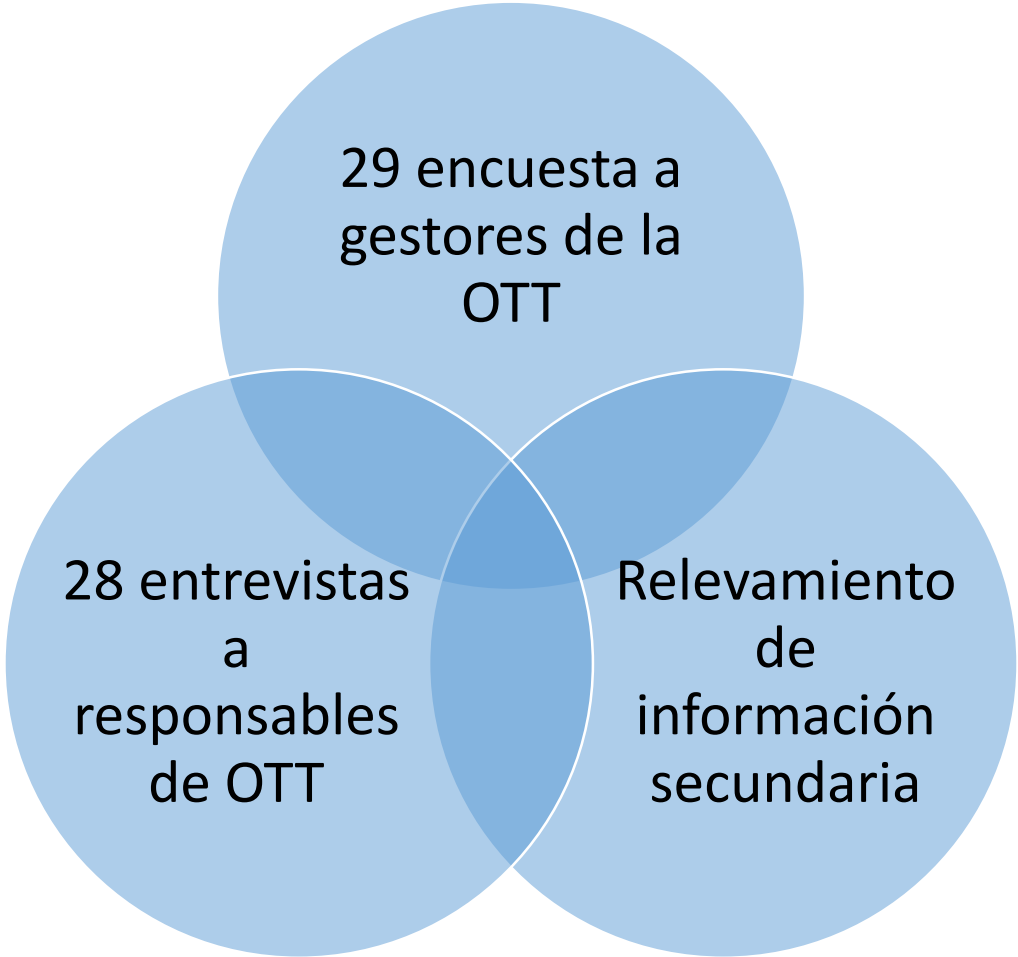 29 encuesta a
gestores de la
OTT
28 entrevistas
a
responsables
de OTT
Relevamiento
de
información
secundaria